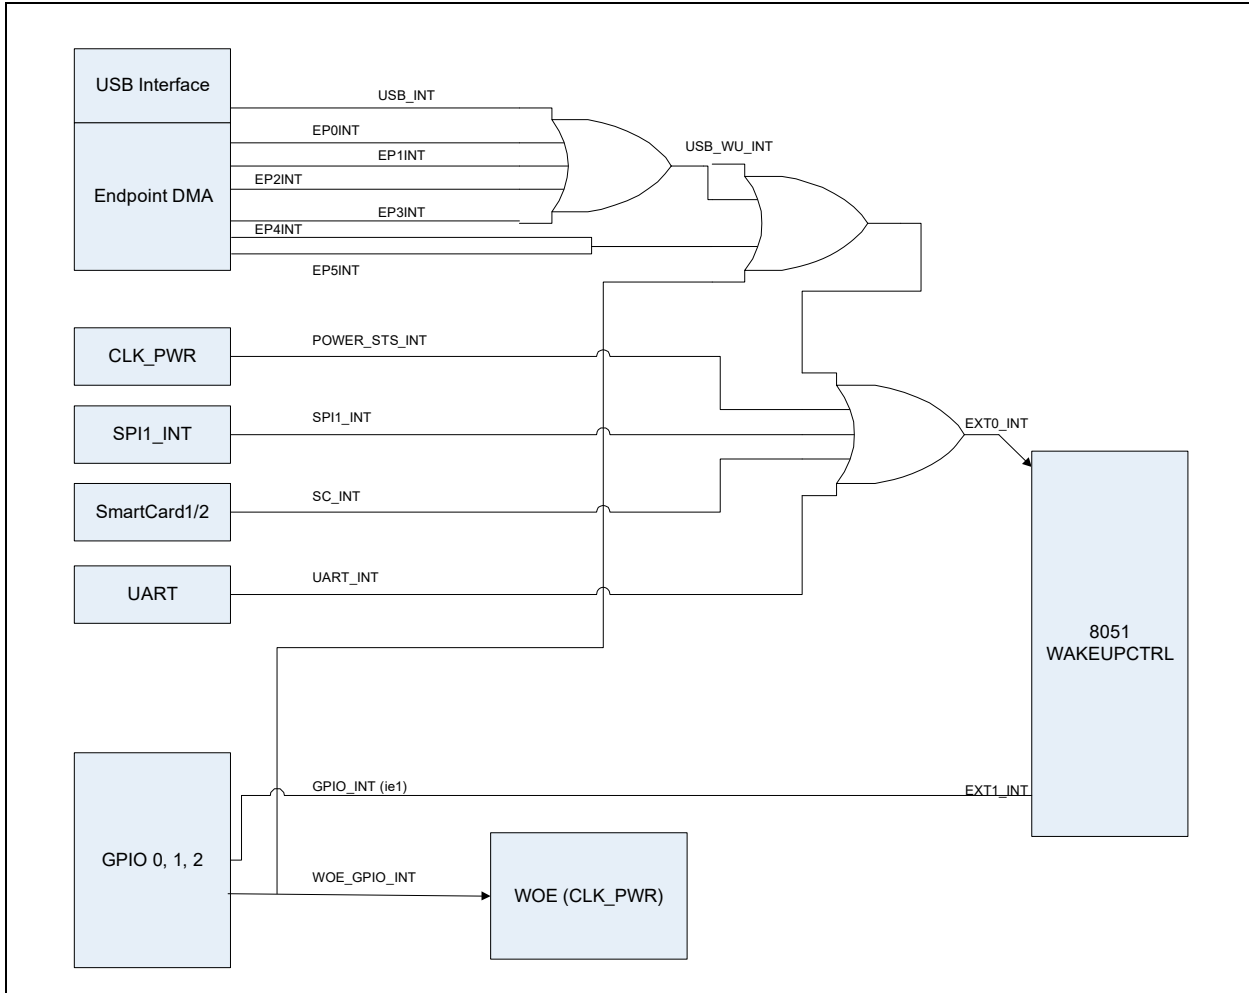 USB Interface
USB_INT
EP0INT
EP1INT
USB_WU_INT
Endpoint DMA
EP2INT
EP3INT
EP4INT
EP5INT
CLK_PWR
POWER_STS_INT
SPI1_INT
SPI1_INT
EXT0_INT
SmartCard1/2
SC_INT
UART
UART_INT
8051
WAKEUPCTRL
GPIO_INT (ie1)
EXT1_INT
GPIO 0, 1, 2
WOE_GPIO_INT
WOE (CLK_PWR)